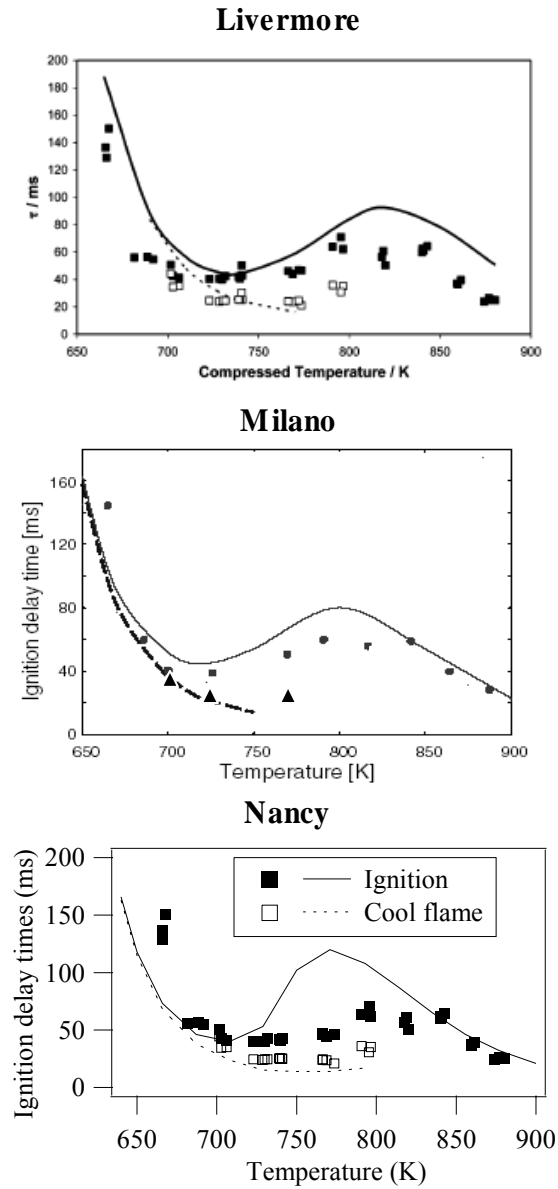 Livermore
200
180
160
140
120
100
80
60
40
20
0
τ / ms
650 700 750 800 850 900
Compressed Temperature / K
Milano
160
120
80
40
0
Ignition delay time [ms]
650 700 750 800 850 900
Temperature [K]
Nancy
200
150
100
50
0
Ignition delay times (ms)
Ignition
Cool flame
650 700 750 800 850 900
Temperature (K)